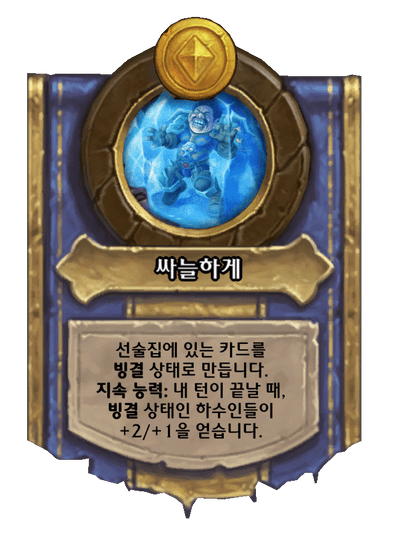 싸늘하게
선술집에 있는 카드를
빙결 상태로 만듭니다.
지속 능력: 내 턴이 끝날 때,
빙결 상태인 하수인들이
+2/+1을 얻습니다.